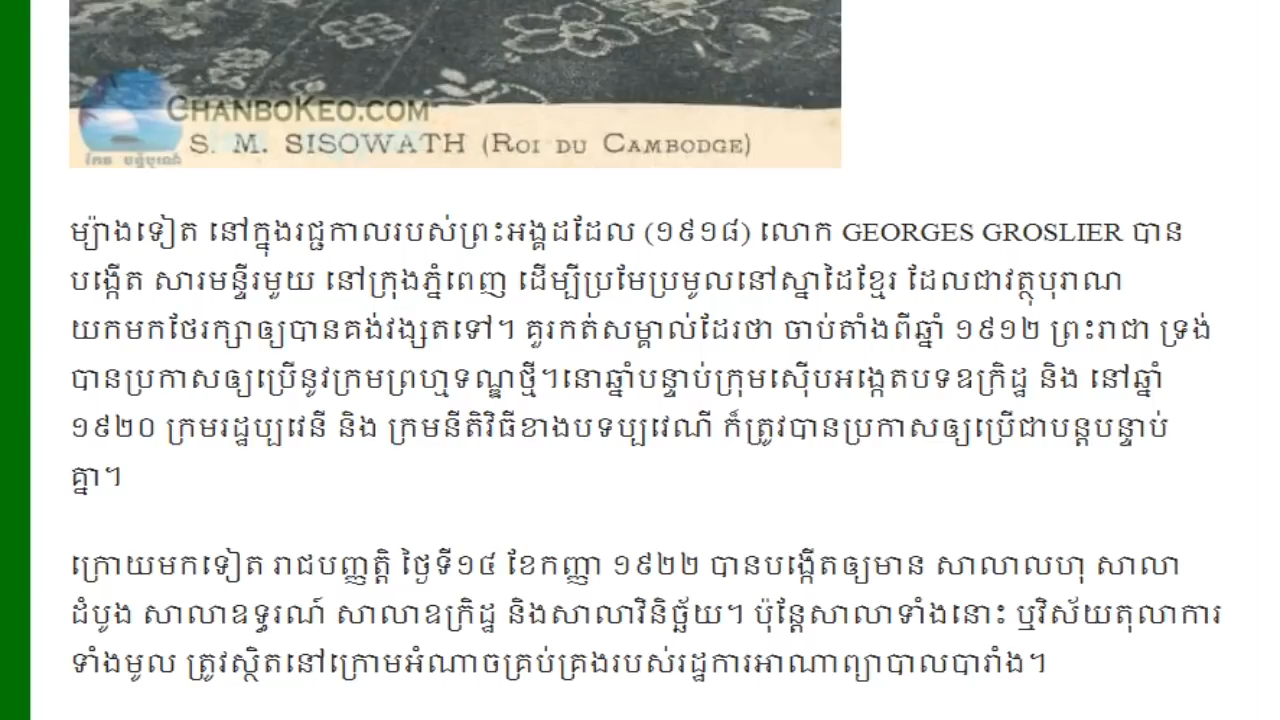 CHANBOKEO.COM
កែន ចន្ទបូណ៌
S. M. SISOWATH (ROI DU CAMBODGE)
ម្យ៉ាងទៀត នៅក្នុងរជ្ជកាលរបស់ព្រះអង្គដដែល (១៩១៨) លោក GEORGES GROSLIER បាន
បង្កើត សារមន្ទីរមួយ នៅក្រុងភ្នំពេញ ដើម្បីប្រមែប្រមូលនៅស្នាដៃខ្មែរ ដែលជាវត្ថុបុរាណ
យកមកថែរក្សាឲ្យបានគង់វង្សតទៅ។ គួរកត់សម្គាល់ដែរថា ចាប់តាំងពីឆ្នាំ ១៩១២ ព្រះរាជា ទ្រង់
បានប្រកាសឲ្យប្រើនូវក្រមព្រហ្មទណ្ឌថ្មី។នោឆ្នាំបន្ទាប់ក្រុមស៊ើបអង្កេតបទឧក្រិដ្ឋ និង នៅឆ្នាំ
១៩២០ ក្រមរដ្ឋប្បវេនី និង ក្រមនីតិវិធីខាងបទប្បវេណី ក៏ត្រូវបានប្រកាសឲ្យប្រើជាបន្តបន្ទាប់
គ្នា។
ក្រោយមកទៀត រាជបញ្ញត្តិ ថ្ងៃទី១៤ ខែកញ្ញា ១៩២២ បានបង្កើតឲ្យមាន សាលាលហុ សាលា
ដំបូង សាលាឧទ្ធរណ៍ សាលាឧក្រិដ្ឋ និងសាលាវិនិច្ឆ័យ។ ប៉ុន្តែសាលាទាំងនោះ ឬវិស័យតុលាការ
ទាំងមូល ត្រូវស្ថិតនៅក្រោមអំណាចគ្រប់គ្រងរបស់រដ្ឋការអាណាព្យាបាលបារាំង។